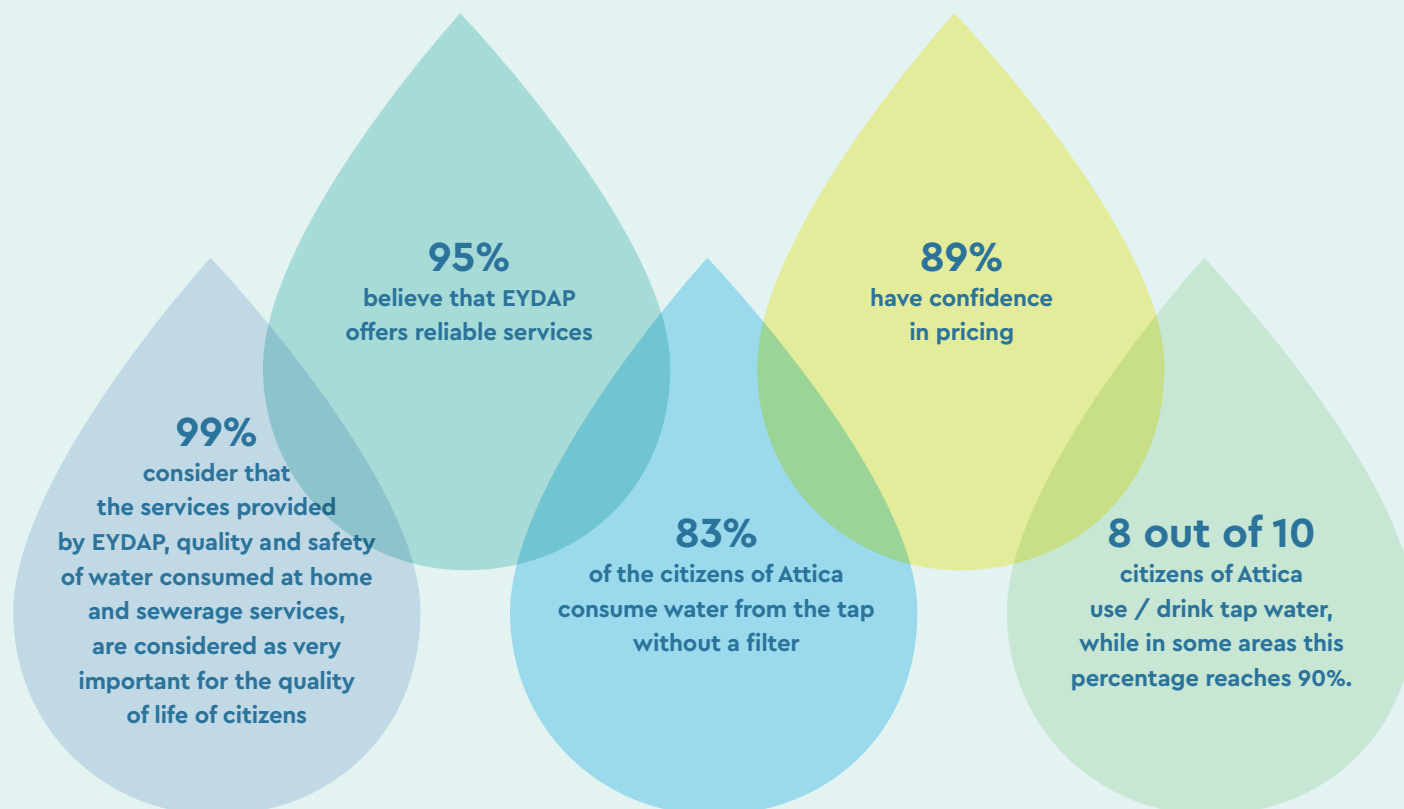 99%
consider that
the services provided
by EYDAP, quality and safety
of water consumed at home
and sewerage services,
are considered as very
important for the quality
of life of citizens
95%
believe that EYDAP
offers reliable services
83%
of the citizens of Attica
consume water from the tap
without a filter
89%
have confidence
in pricing
8 out of 10
citizens of Attica
use / drink tap water,
while in some areas this
percentage reaches 90%.